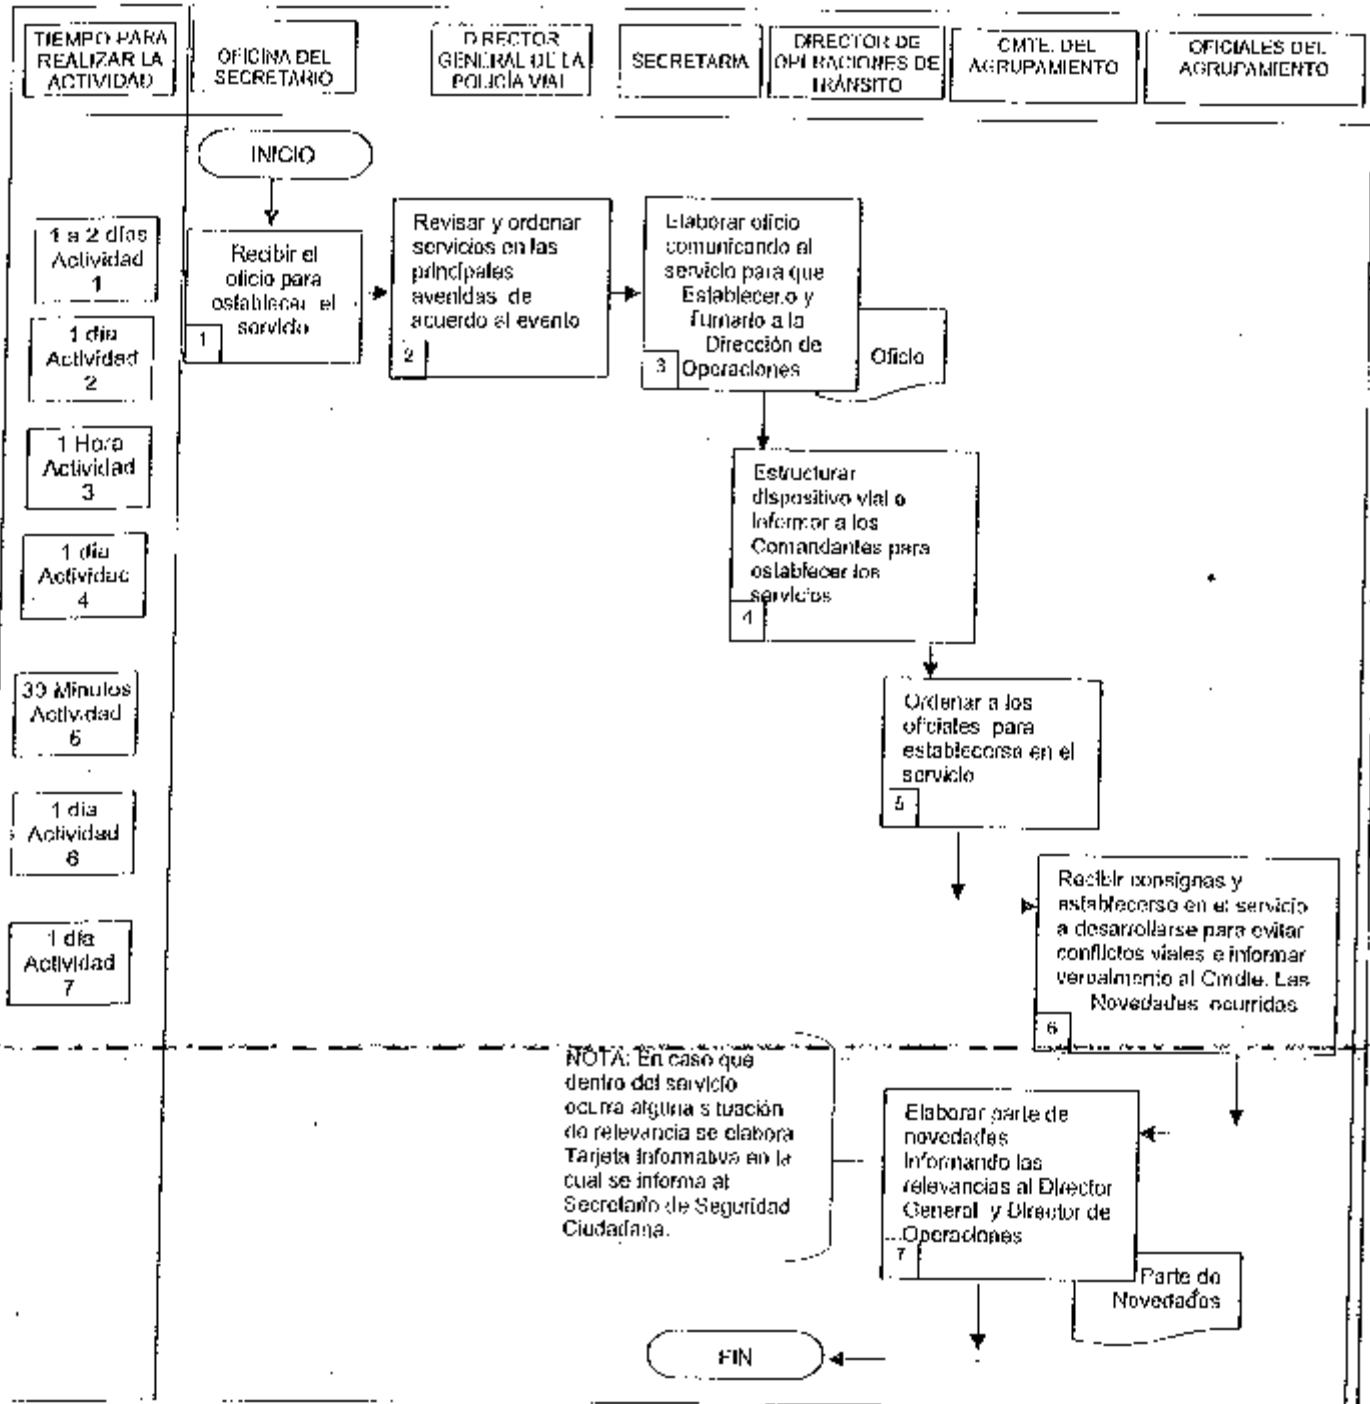 TIEMPO PARA
REALIZAR LA
ACTIVIDAD
OFICINA DEL
SECRETARIO
DIRECTOR
GENERAL DE LA
POLICÍA VIAL
SECRETARIA
DIRECTOR DE
OPERACIONES DE
TRÁNSITO
CMTE. DEL
AGRUPAMIENTO
OFICIALES DEL
AGRUPAMIENTO
INICIO
1 a 2 días
Actividad
1
Recibir el
oficio para
establecer el
servicio
1
Revisar y ordenar
servicios en las
principales
avenidas de
acuerdo al evento
2
Elaborar oficio
comunicando el
servicio para que
Establecerlo y
Turnarlo a la
Dirección de
Operaciones
3
Oficio
1 día
Actividad
2
1 Hora
Actividad
3
Estructurar
dispositivo vial e
Informar a los
Comandantes para
establecer los
servicios
4
1 día
Actividad
4
30 Minutos
Actividad
5
Ordenar a los
oficiales para
establecerse en el
servicio
5
1 día
Actividad
6
Recibir consignas y
establecerse en el servicio
a desarrollarse para evitar
conflictos viales e informar
verbalmente al Cmdte. Las
Novedades ocurridas
6
1 día
Actividad
7
NOTA: En caso que
dentro del servicio
ocurra alguna situación
de relevancia se elabora
Tarjeta Informativa en la
cual se informa al
Secretario de Seguridad
Ciudadana.
Elaborar parte de
novedades
Informando las
relevancias al Director
General y Director de
Operaciones
7
Parte de
Novedades
FIN